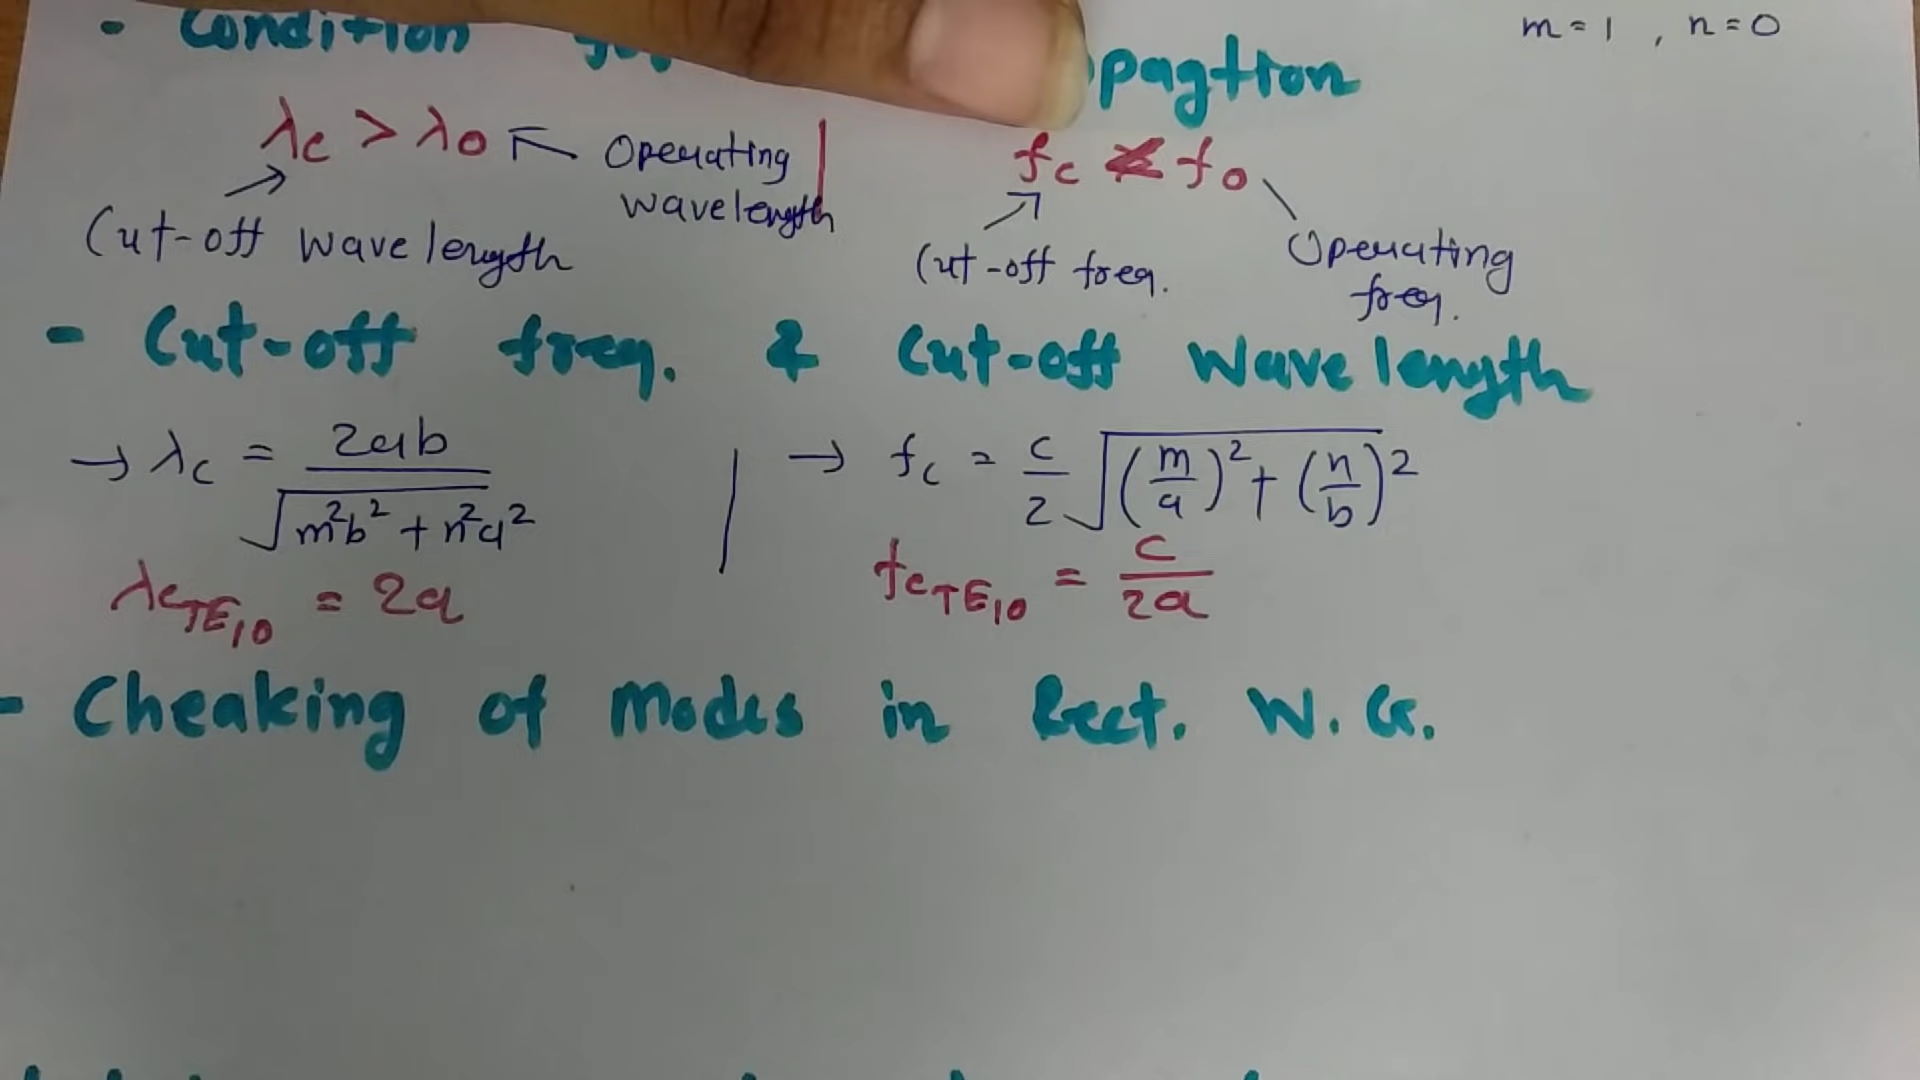 m = 1 , n = 0
- Condition
pagtion
λc > λo ← Operating wavelength
fc < fo
Cut-off wavelength
Cut-off freq.
Operating freq.
- Cut-off freq. & Cut-off Wavelength
→ λc = 2ab / √(m²b² + n²a²)
→ fc = c/2 √((m/a)² + (n/b)²)
λcTE10 = 2a
fcTE10 = c/2a
- Cheaking of Modes in Rect. W.G.